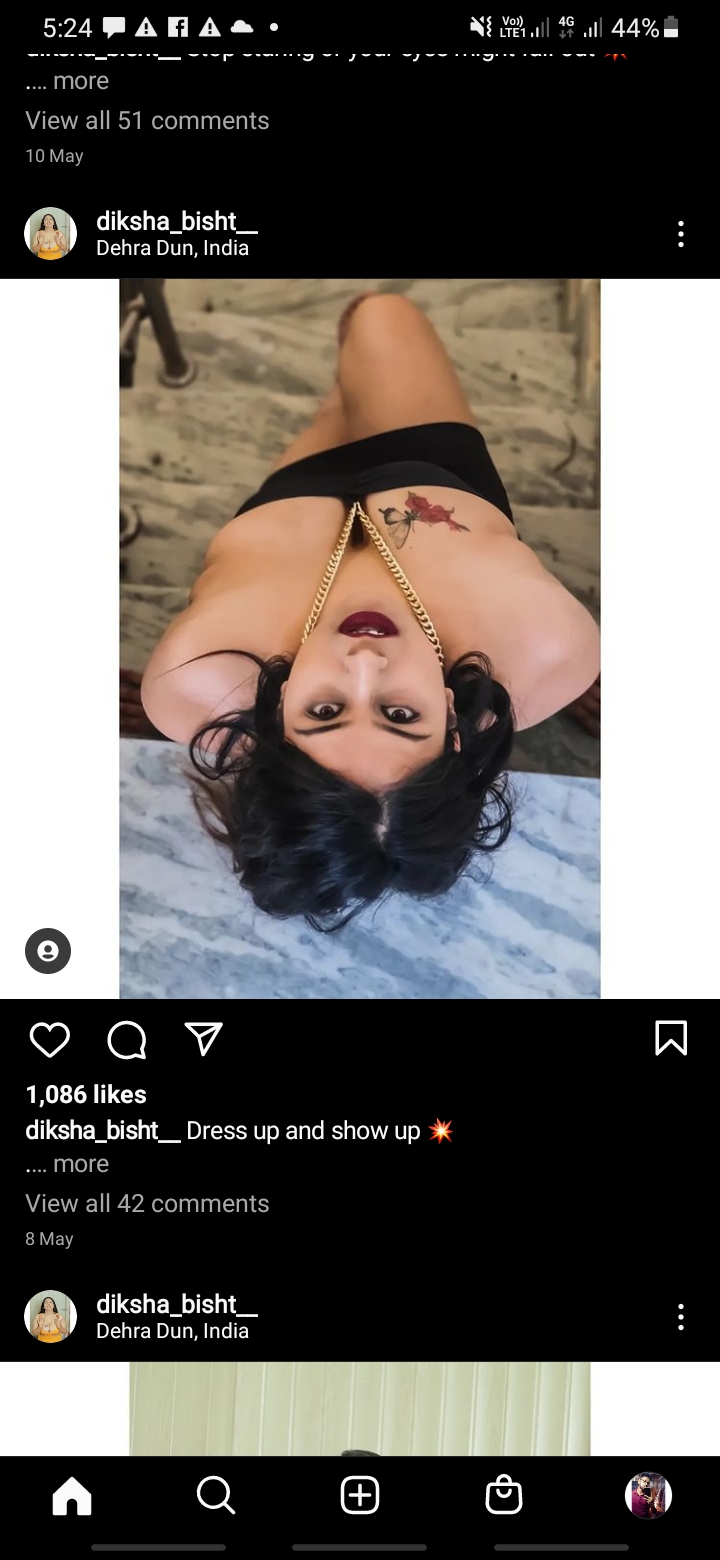 5:24
Vo)) 4G 44%
LTE1
diksha_bisht__ Stop staring or your eyes might fall out 💥
.... more
View all 51 comments
10 May
diksha_bisht__
Dehra Dun, India
1,086 likes
diksha_bisht__ Dress up and show up 💥
.... more
View all 42 comments
8 May
diksha_bisht__
Dehra Dun, India